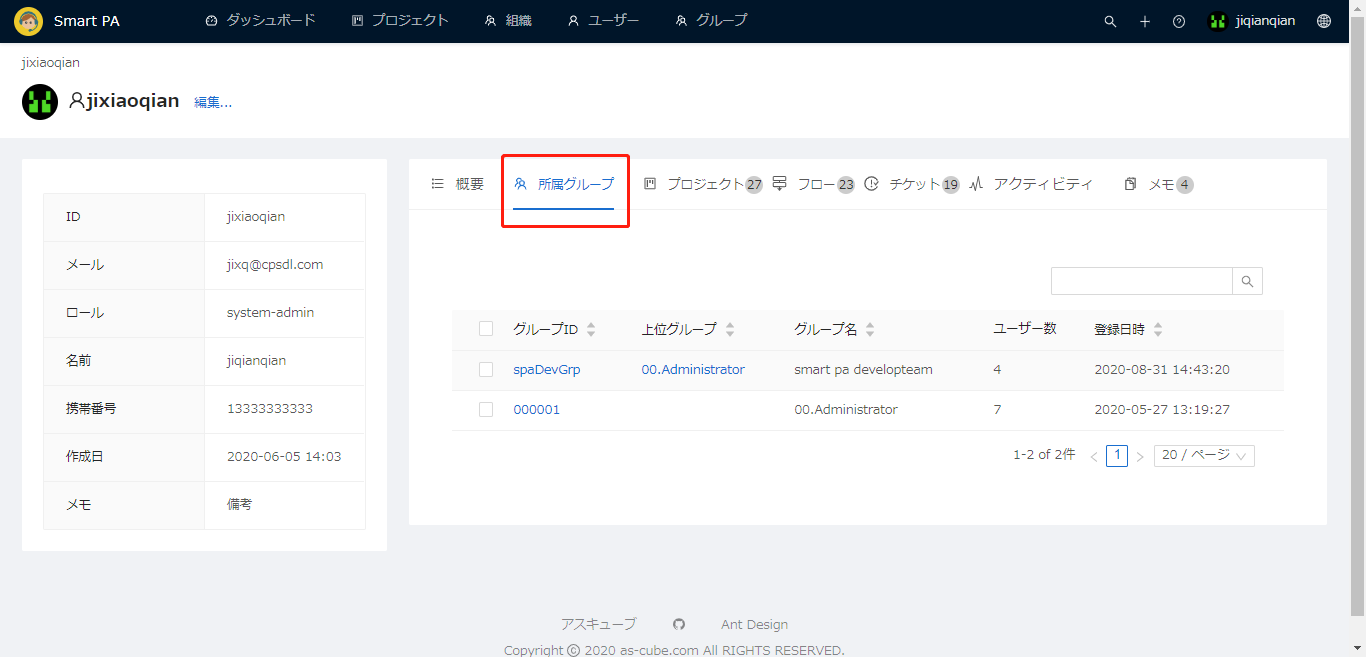 Smart PA ダッシュボード プロジェクト 組織 ユーザー グループ jiqianqian
jixiaoqian
jixiaoqian 編集...
概要 所属グループ プロジェクト 27 フロー 23 チケット 19 アクティビティ メモ 4
ID jixiaoqian
メール jixq@cpsdl.com
ロール system-admin
名前 jiqianqian
携帯番号 13333333333
作成日 2020-06-05 14:03
メモ 備考
グループID 上位グループ グループ名 ユーザー数 登録日時
spaDevGrp 00.Administrator smart pa developteam 4 2020-08-31 14:43:20
000001 00.Administrator 7 2020-05-27 13:19:27
1-2 of 2件 < 1 > 20 / ページ
アスキューブ Ant Design
Copyright © 2020 as-cube.com All RIGHTS RESERVED.